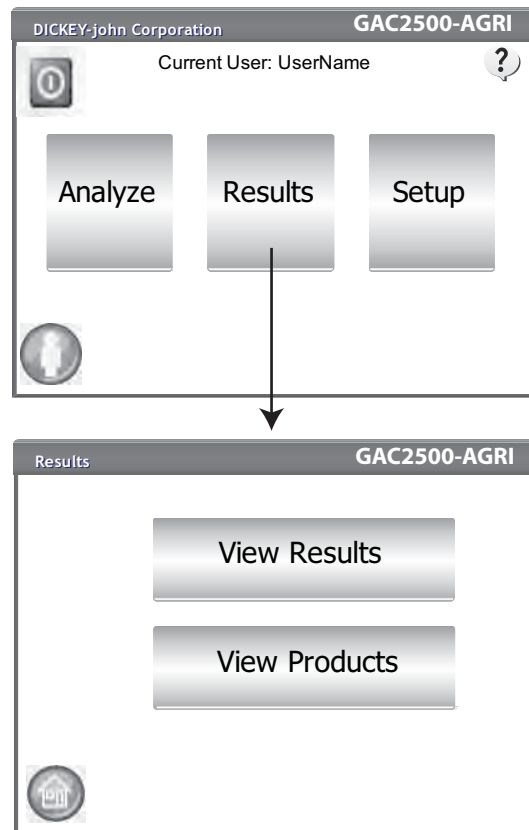 DICKEY-john Corporation GAC2500-AGRI
Current User: UserName
?
Analyze Results Setup
Results GAC2500-AGRI
View Results
View Products